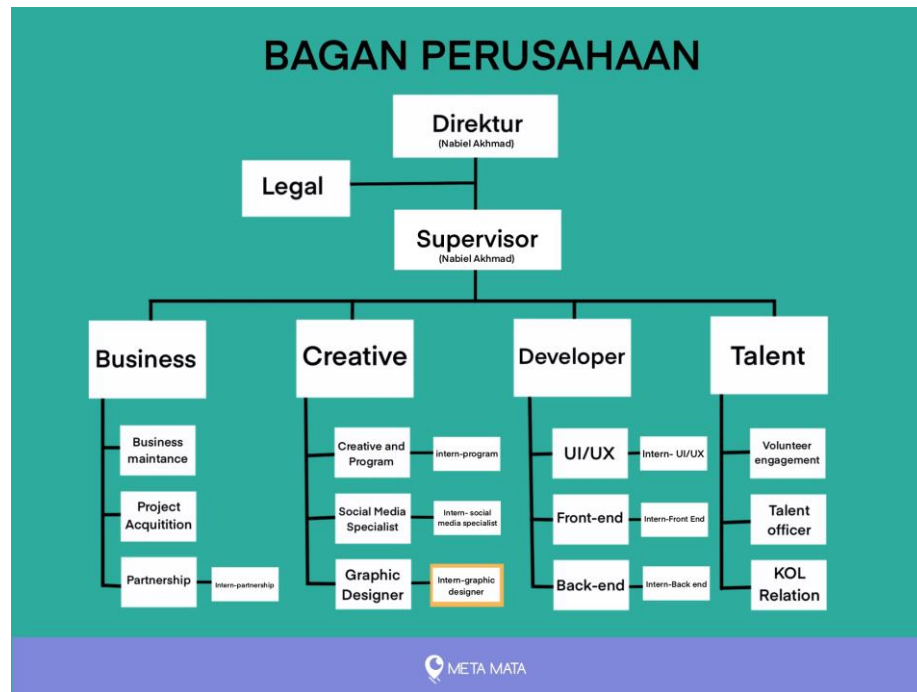 BAGAN PERUSAHAAN
Direktur
(Nabiel Akhmad)
Legal
Supervisor
(Nabiel Akhmad)
Business
Creative
Developer
Talent
Business
maintance
Project
Acquitition
Partnership
Intern-partnership
Creative and
Program
intern-program
Social Media
Specialist
Intern- social
media specialist
Graphic
Designer
Intern-graphic
designer
UI/UX
Intern- UI/UX
Front-end
Intern-Front End
Back-end
Intern-Back end
Volunteer
engagement
Talent
officer
KOL
Relation
META MATA